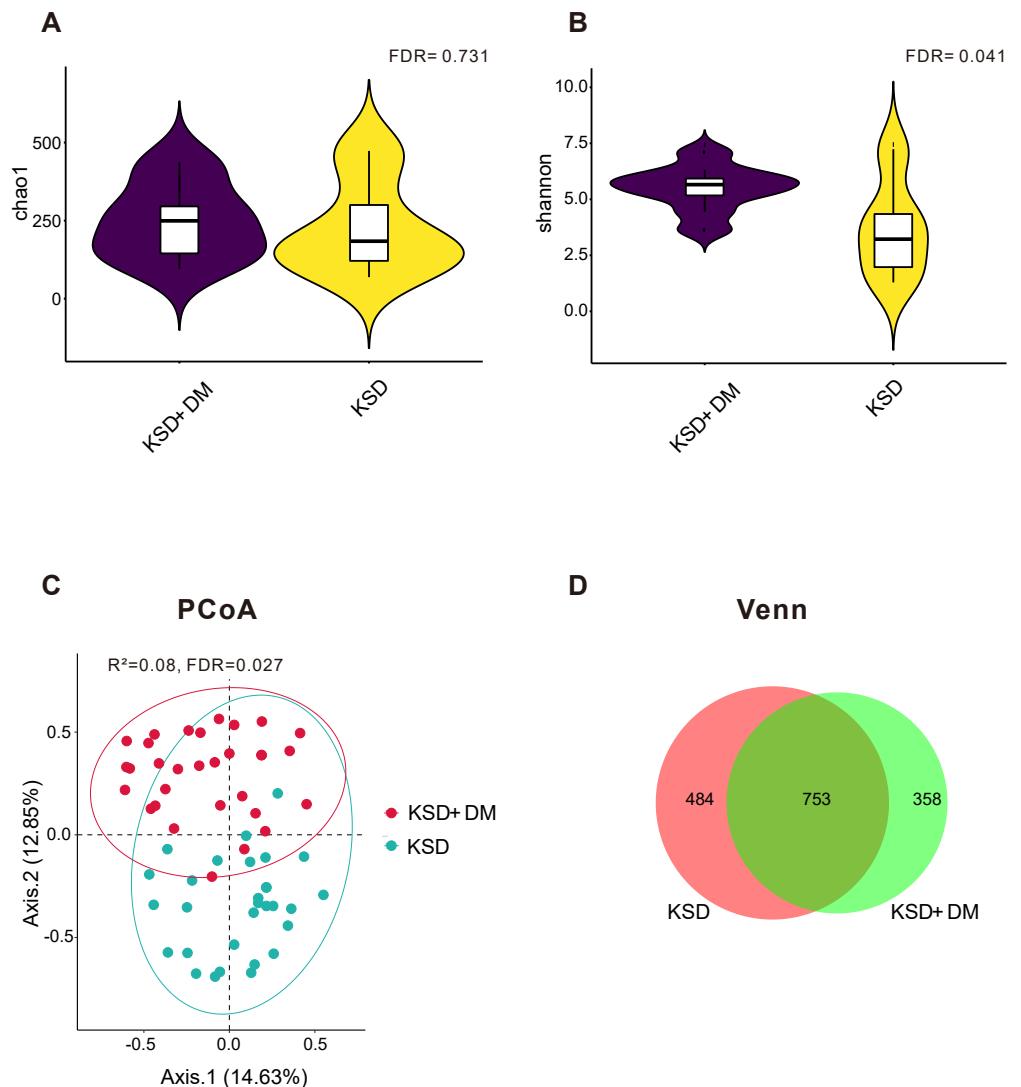 A
FDR= 0.731
chao1
500
250
0
KSD+ DM
KSD
B
FDR= 0.041
shannon
10.0
7.5
5.0
2.5
0.0
KSD+ DM
KSD
C
PCoA
R²=0.08, FDR=0.027
Axis.2 (12.85%)
0.5
0.0
-0.5
-0.5
0.0
0.5
Axis.1 (14.63%)
KSD+ DM
KSD
D
Venn
484
753
358
KSD
KSD+ DM